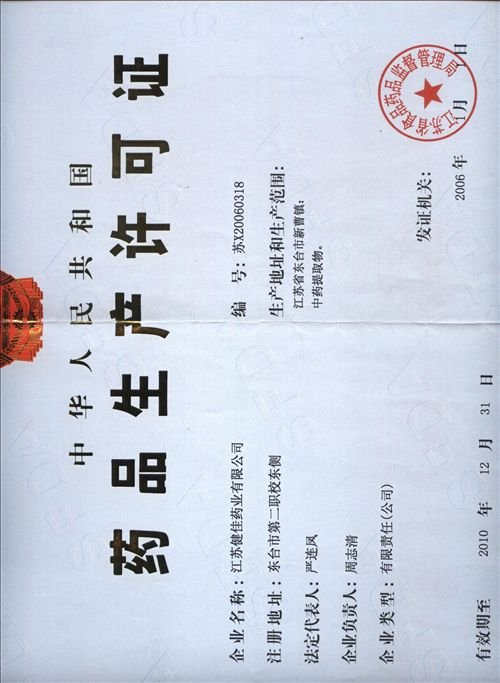 中华人民共和国
药品生产许可证
企业名称：江苏健佳药业有限公司
注册地址：东台市第二职校东侧
法定代表人：严连凤
企业负责人：周志清
企业类型：有限责任(公司)
有效期至 2010 年 12 月 31 日
编 号：苏X20060318
生产地址和生产范围：
江苏省东台市新曹镇：
中药提取物。
发证机关：
2006 年 月 日
江苏省食品药品监督管理局
SFDA